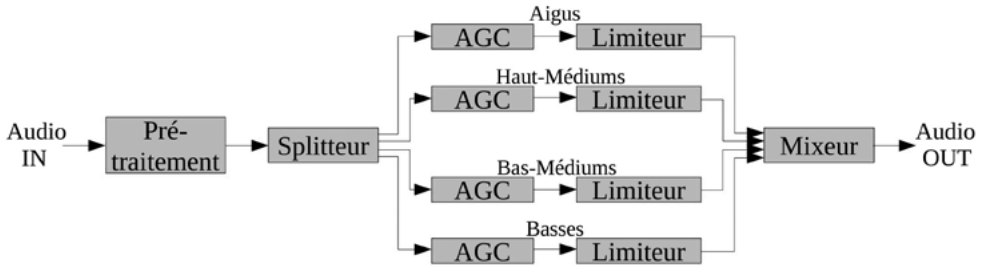 Aigus
AGC
Limiteur
Haut-Médiums
AGC
Limiteur
Audio
IN
Pré-
traitement
Splitteur
Mixeur
Audio
OUT
Bas-Médiums
AGC
Limiteur
Basses
AGC
Limiteur